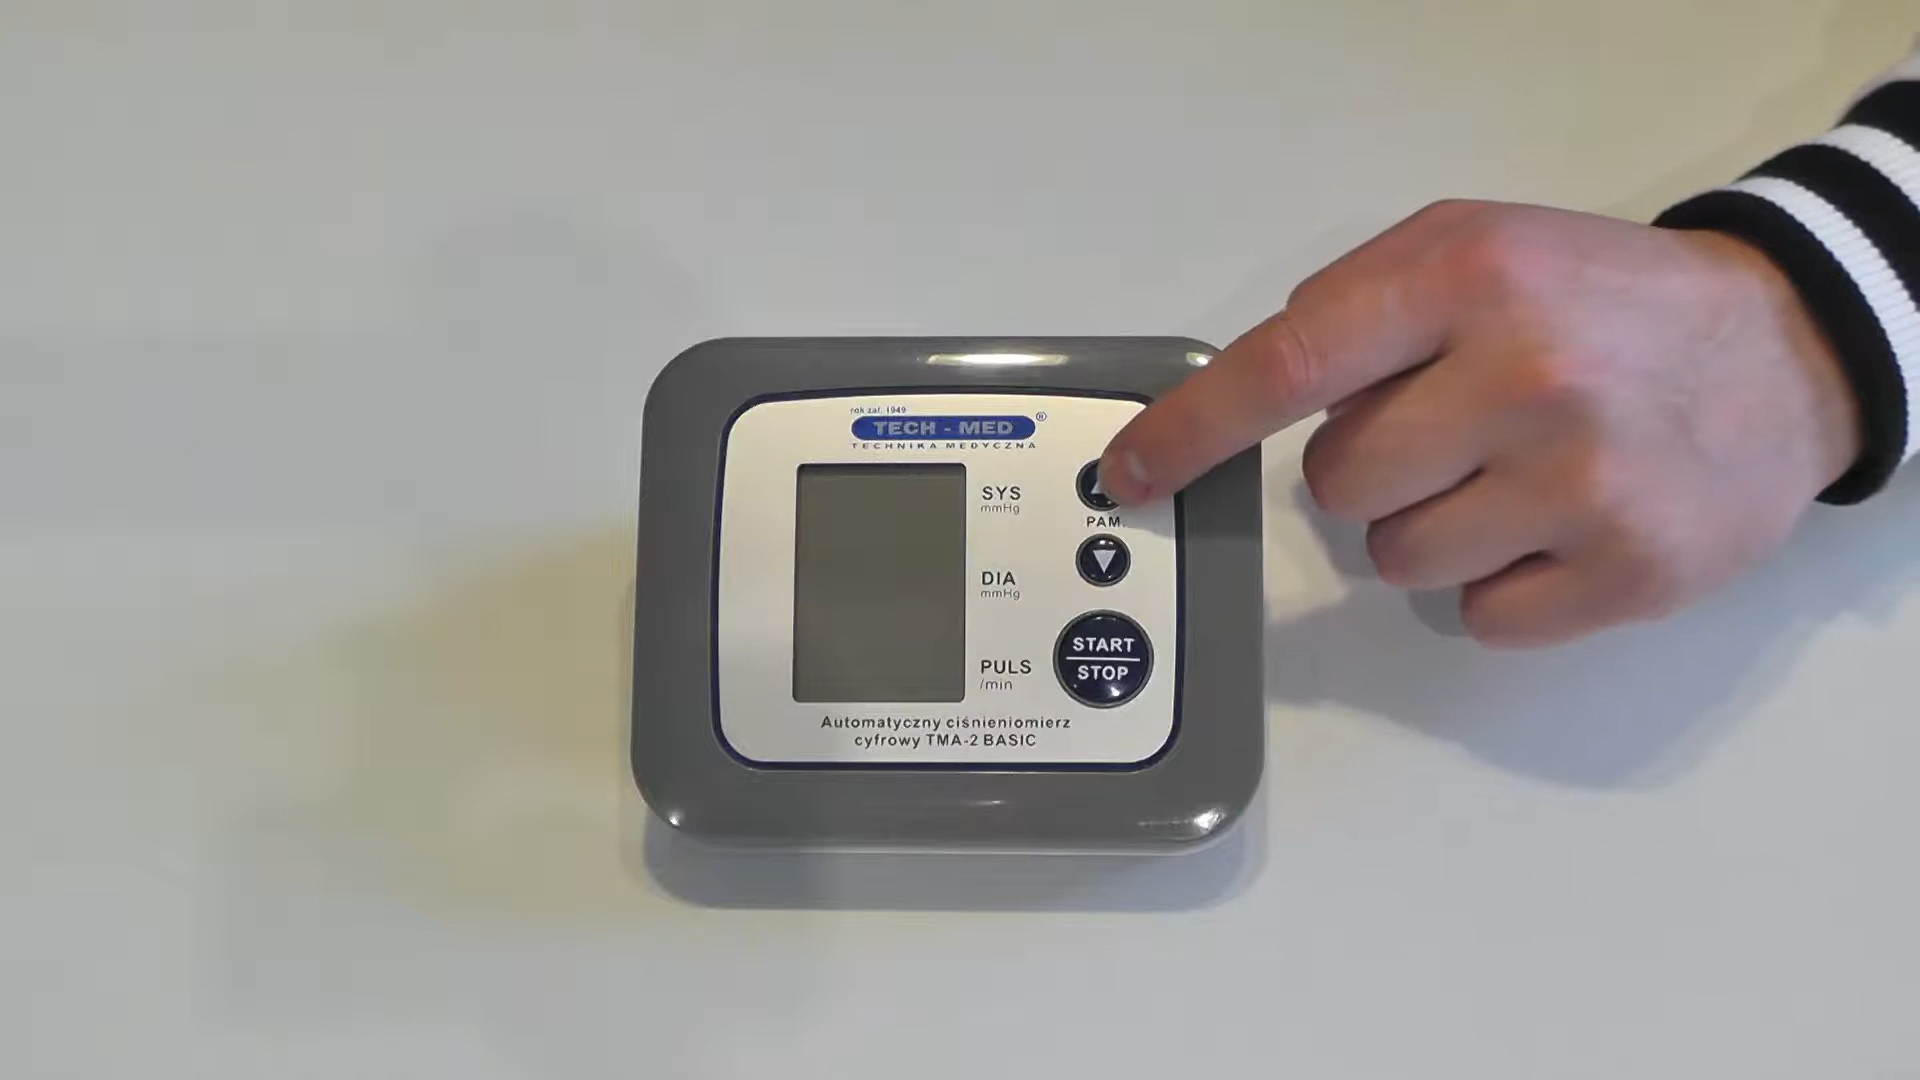 rok zał. 1949
TECH - MED ®
TECHNIKA MEDYCZNA
SYS
mmHg
PAM.
DIA
mmHg
START
STOP
PULS
/min
Automatyczny ciśnieniomierz
cyfrowy TMA-2 BASIC